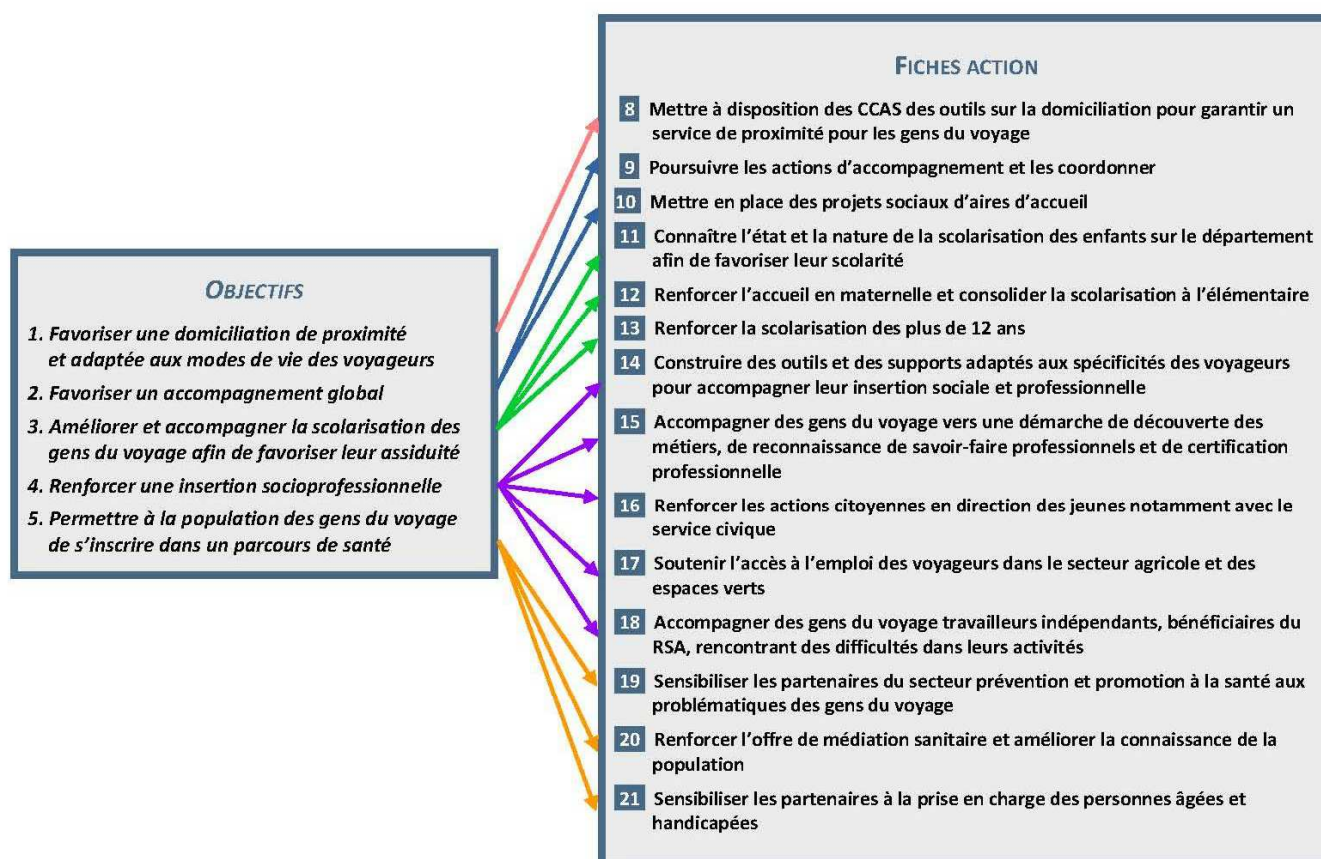 OBJECTIFS
1. Favoriser une domiciliation de proximité
et adaptée aux modes de vie des voyageurs
2. Favoriser un accompagnement global
3. Améliorer et accompagner la scolarisation des
gens du voyage afin de favoriser leur assiduité
4. Renforcer une insertion socioprofessionnelle
5. Permettre à la population des gens du voyage
de s’inscrire dans un parcours de santé
FICHES ACTION
8 Mettre à disposition des CCAS des outils sur la domiciliation pour garantir un
service de proximité pour les gens du voyage
9 Poursuivre les actions d’accompagnement et les coordonner
10 Mettre en place des projets sociaux d’aires d’accueil
11 Connaître l’état et la nature de la scolarisation des enfants sur le département
afin de favoriser leur scolarité
12 Renforcer l’accueil en maternelle et consolider la scolarisation à l’élémentaire
13 Renforcer la scolarisation des plus de 12 ans
14 Construire des outils et des supports adaptés aux spécificités des voyageurs
pour accompagner leur insertion sociale et professionnelle
15 Accompagner des gens du voyage vers une démarche de découverte des
métiers, de reconnaissance de savoir-faire professionnels et de certification
professionnelle
16 Renforcer les actions citoyennes en direction des jeunes notamment avec le
service civique
17 Soutenir l’accès à l’emploi des voyageurs dans le secteur agricole et des
espaces verts
18 Accompagner des gens du voyage travailleurs indépendants, bénéficiaires du
RSA, rencontrant des difficultés dans leurs activités
19 Sensibiliser les partenaires du secteur prévention et promotion à la santé aux
problématiques des gens du voyage
20 Renforcer l’offre de médiation sanitaire et améliorer la connaissance de la
population
21 Sensibiliser les partenaires à la prise en charge des personnes âgées et
handicapées